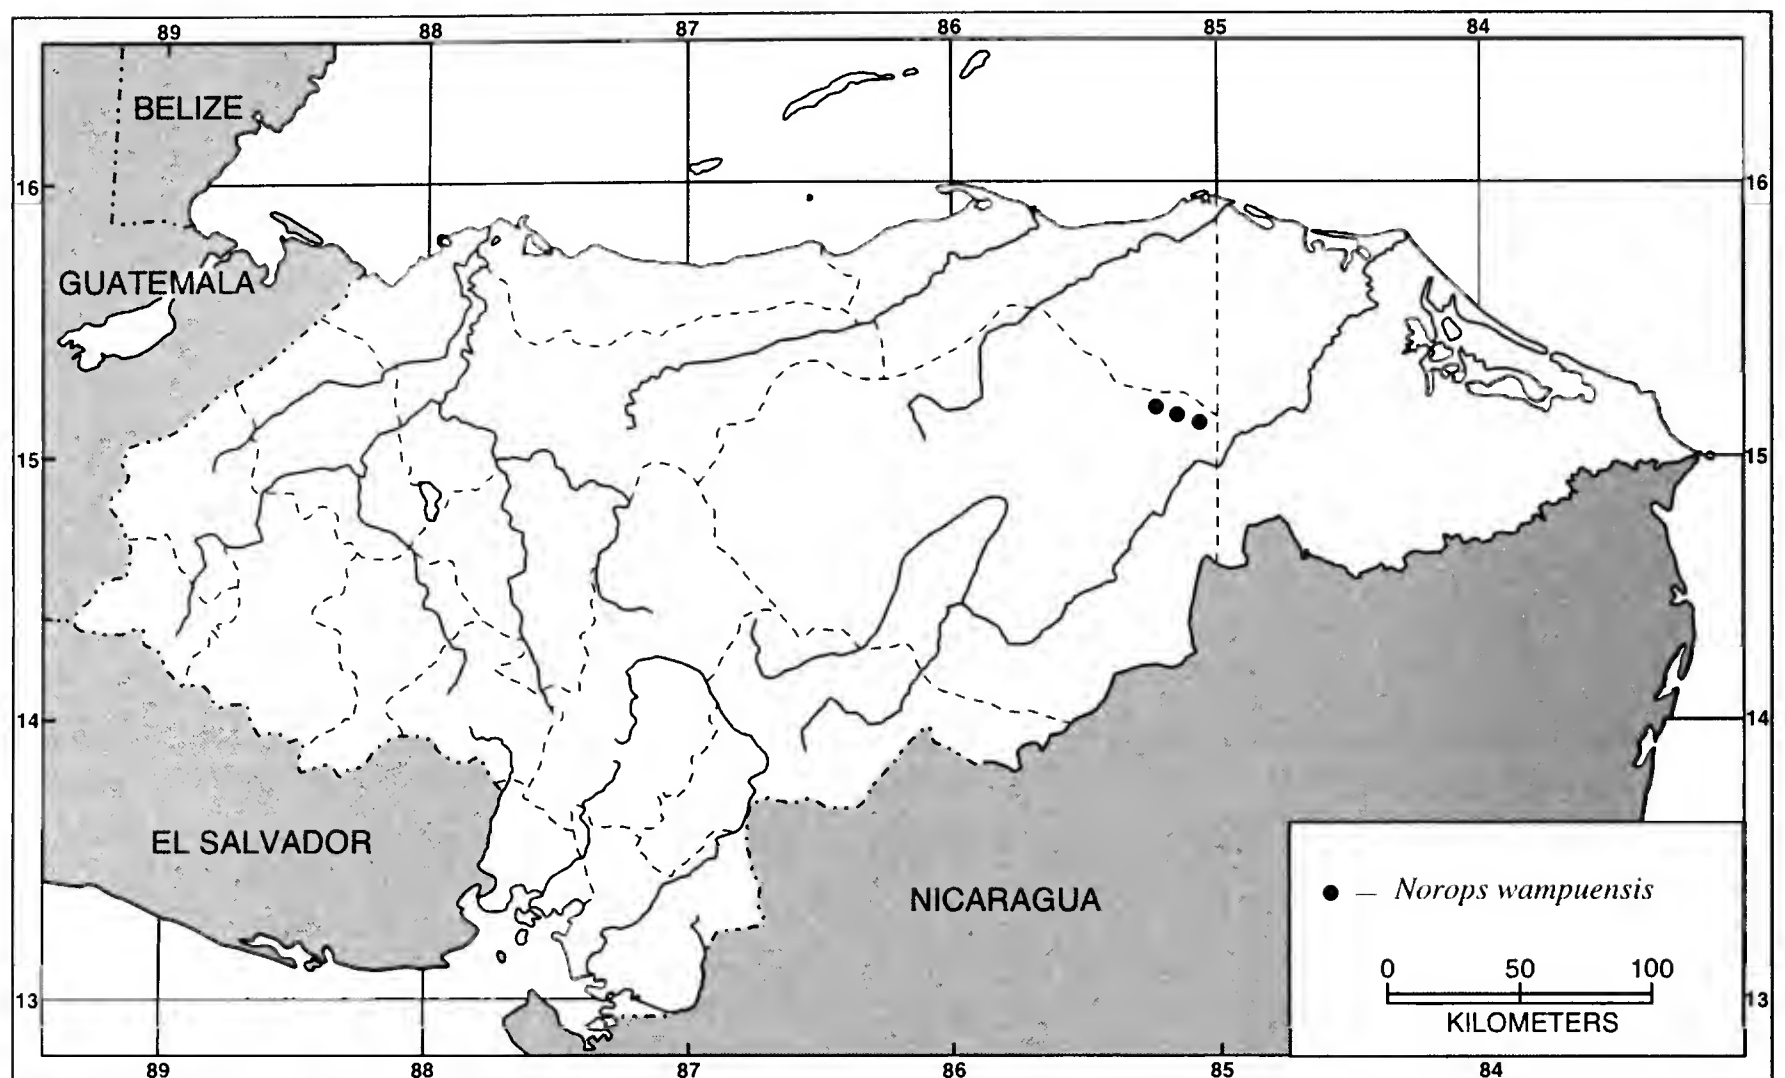 89 88 87 86 85 84
BELIZE
16 16
GUATEMALA
15 15
14 14
EL SALVADOR
NICARAGUA
● – Norops wampuensis
0 50 100
KILOMETERS
13 13
89 88 87 86 85 84